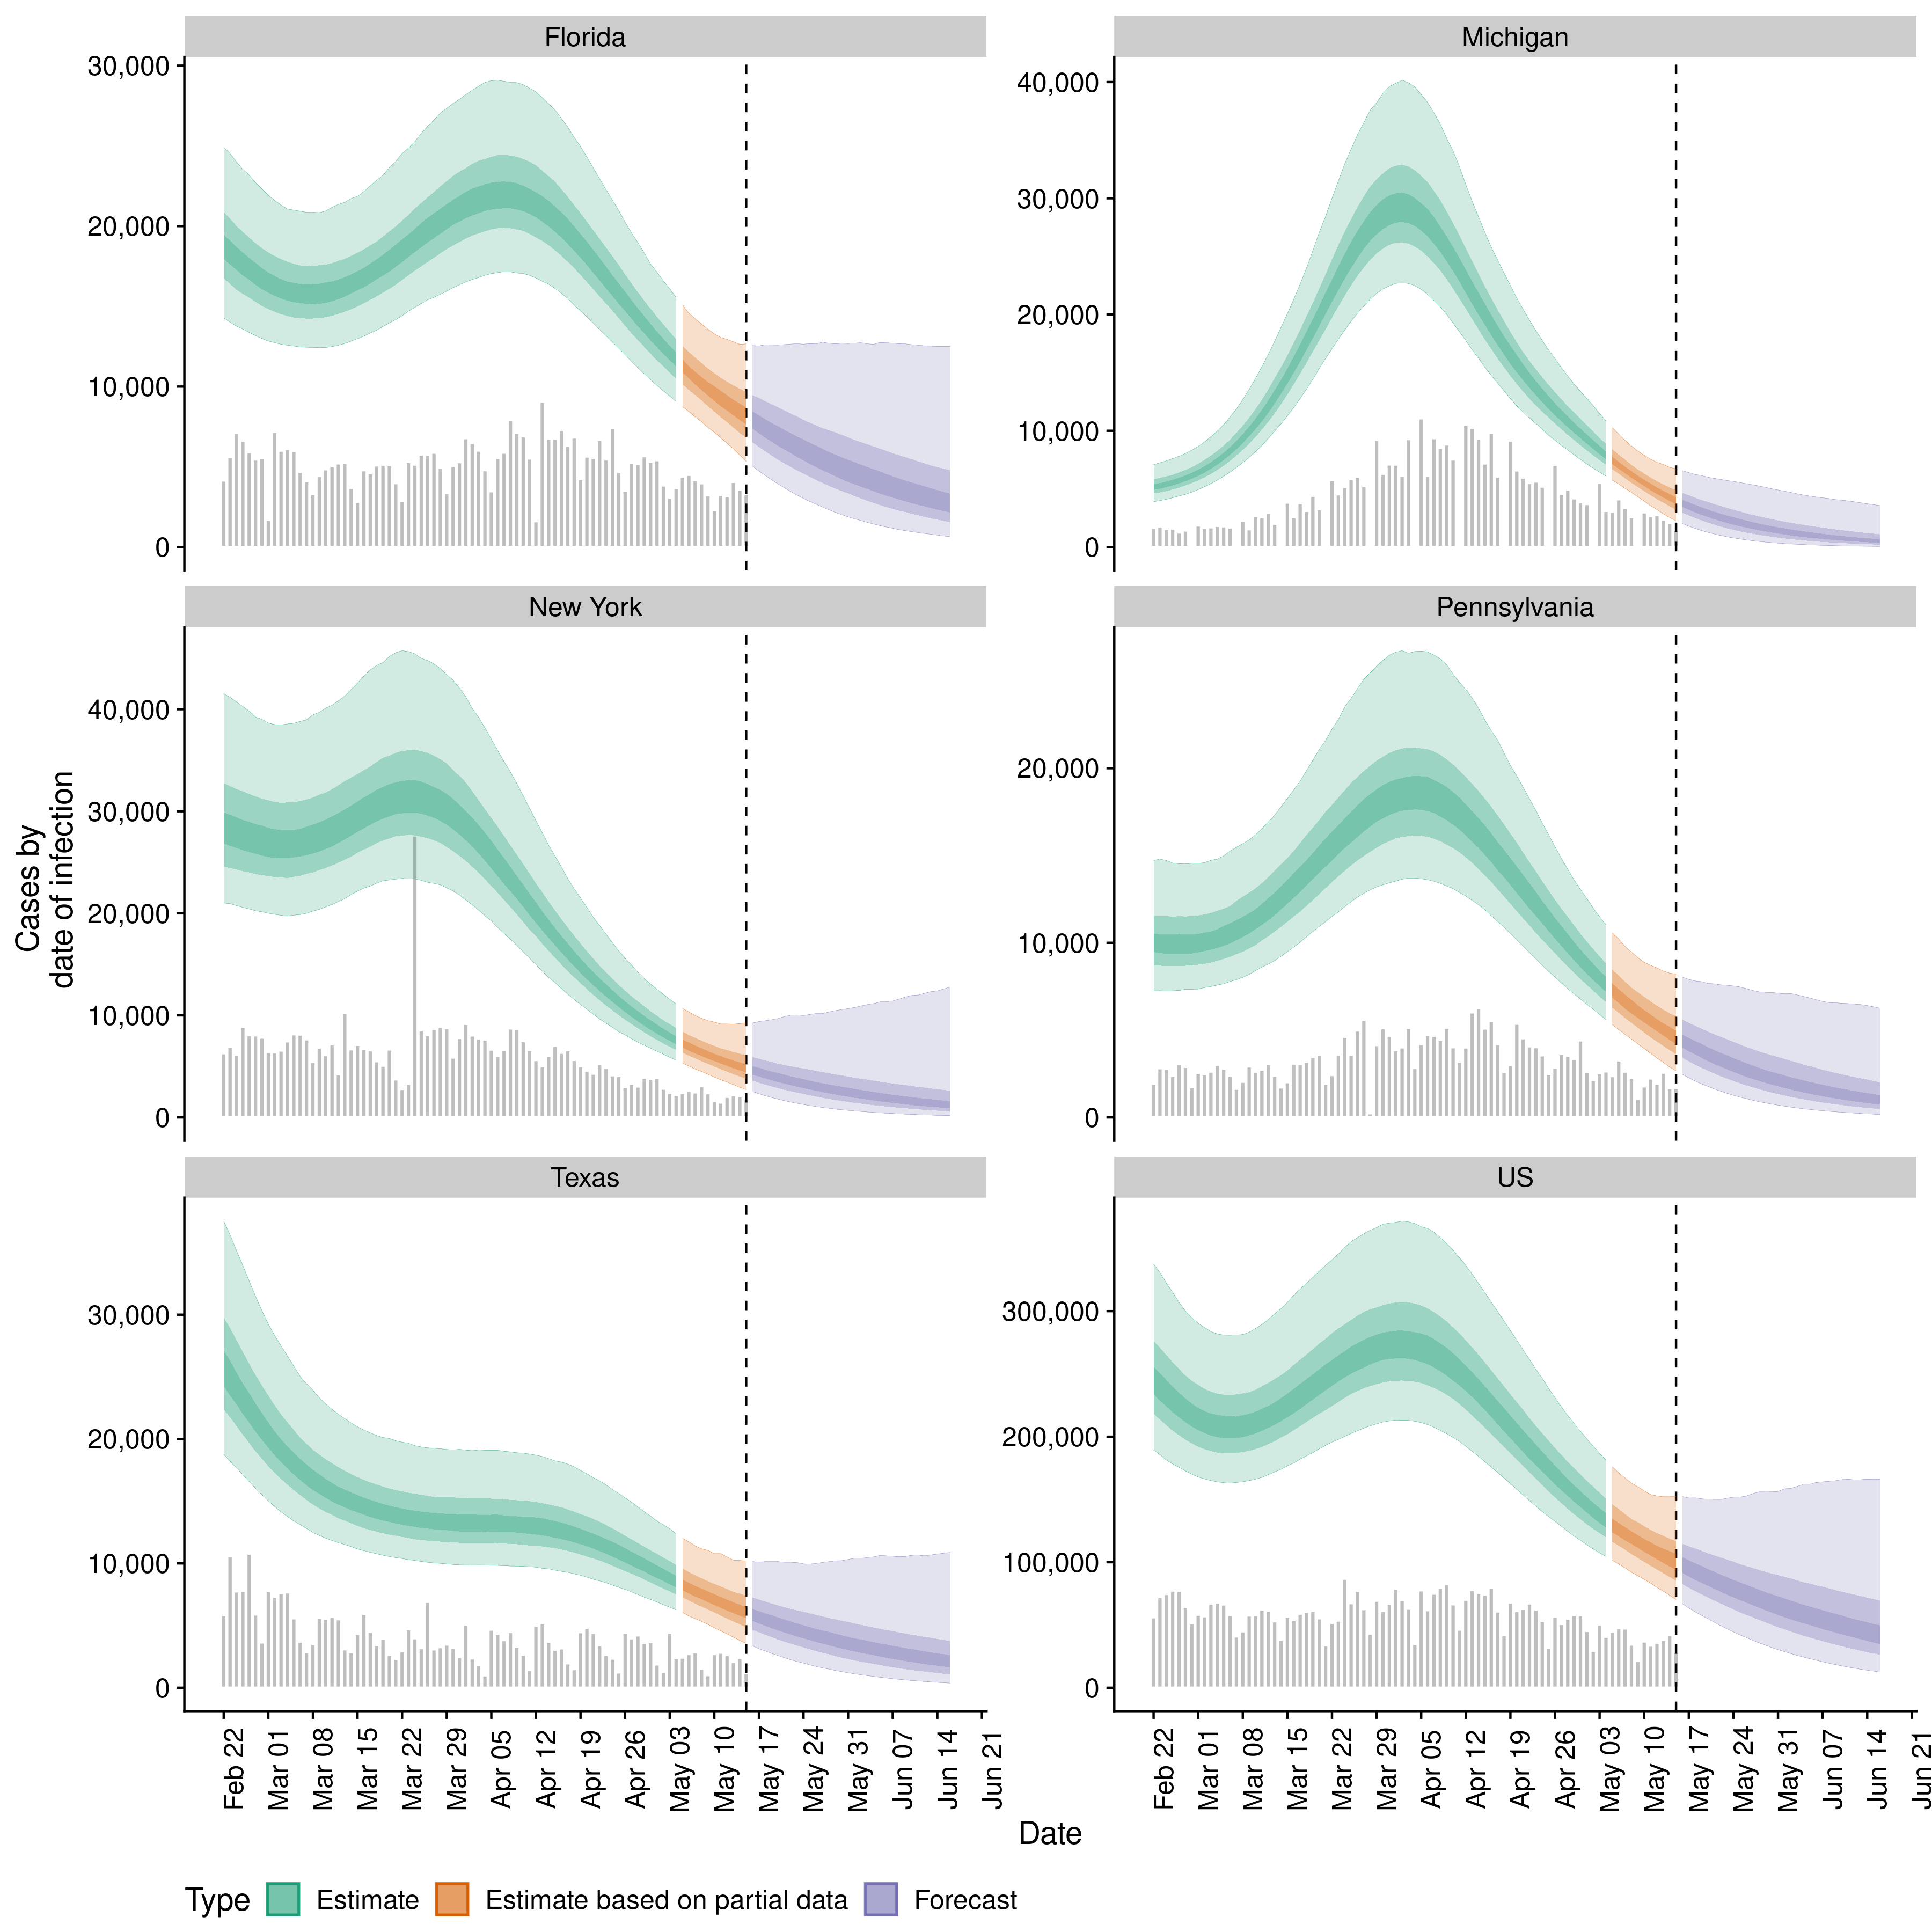 Florida
Michigan
30,000
20,000
10,000
0
40,000
30,000
20,000
10,000
0
New York
Pennsylvania
40,000
30,000
20,000
10,000
0
20,000
10,000
0
Texas
US
30,000
20,000
10,000
0
300,000
200,000
100,000
0
Cases by
date of infection
Feb 22
Mar 01
Mar 08
Mar 15
Mar 22
Mar 29
Apr 05
Apr 12
Apr 19
Apr 26
May 03
May 10
May 17
May 24
May 31
Jun 07
Jun 14
Jun 21
Feb 22
Mar 01
Mar 08
Mar 15
Mar 22
Mar 29
Apr 05
Apr 12
Apr 19
Apr 26
May 03
May 10
May 17
May 24
May 31
Jun 07
Jun 14
Jun 21
Date
Type Estimate Estimate based on partial data Forecast